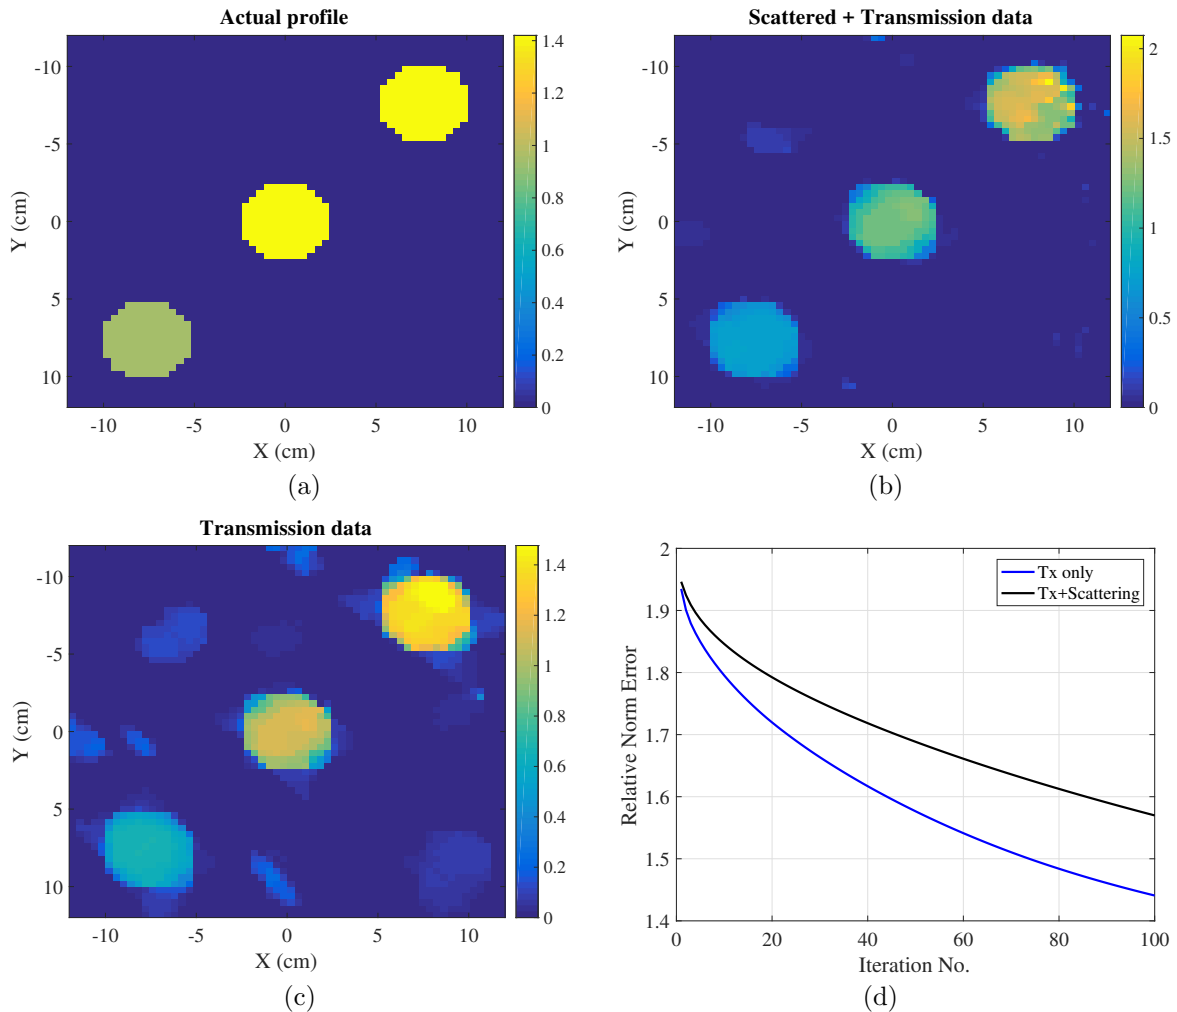 Actual profile
-10
-5
0
5
10
Y (cm)
-10 -5 0 5 10
X (cm)
1.4
1.2
1
0.8
0.6
0.4
0.2
0
(a)
Scattered + Transmission data
-10
-5
0
5
10
Y (cm)
-10 -5 0 5 10
X (cm)
2
1.5
1
0.5
0
(b)
Transmission data
-10
-5
0
5
10
Y (cm)
-10 -5 0 5 10
X (cm)
1.4
1.2
1
0.8
0.6
0.4
0.2
0
(c)
2
1.9
1.8
1.7
1.6
1.5
1.4
Relative Norm Error
Tx only
Tx+Scattering
0 20 40 60 80 100
Iteration No.
(d)